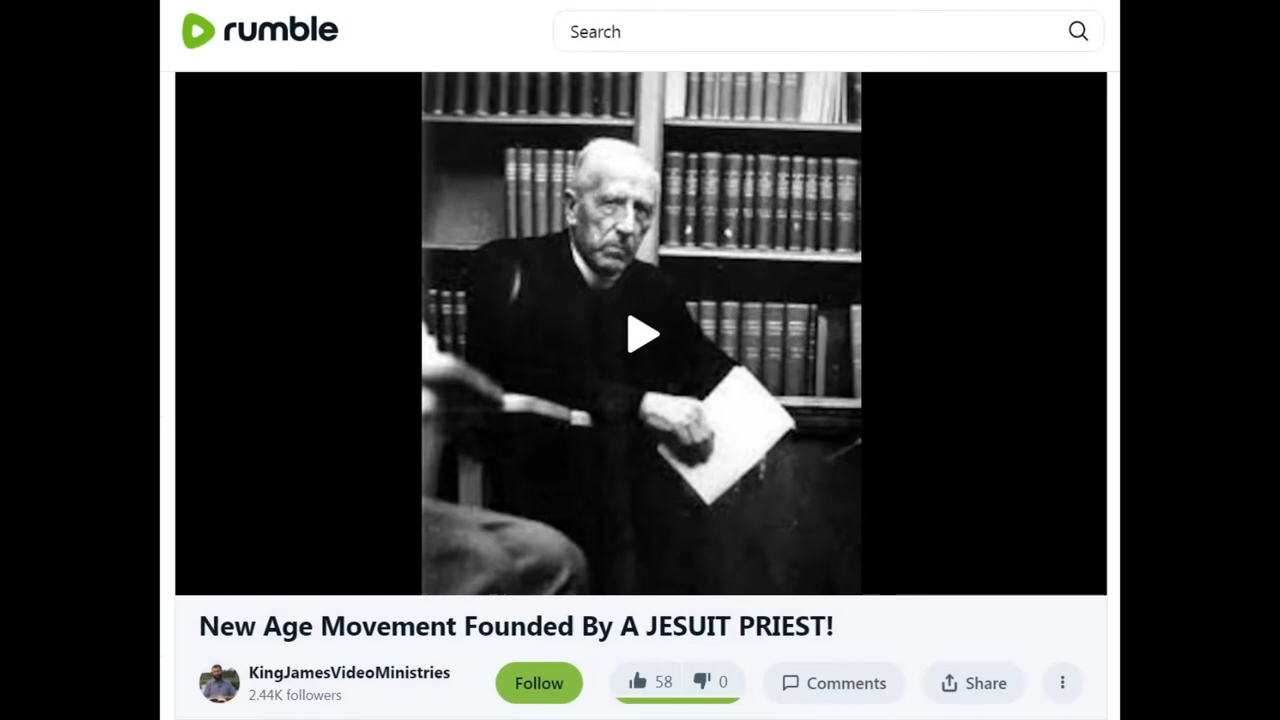 rumble
Search
New Age Movement Founded By A JESUIT PRIEST!
KingJamesVideoMinistries
2.44K followers
Follow
58
0
Comments
Share